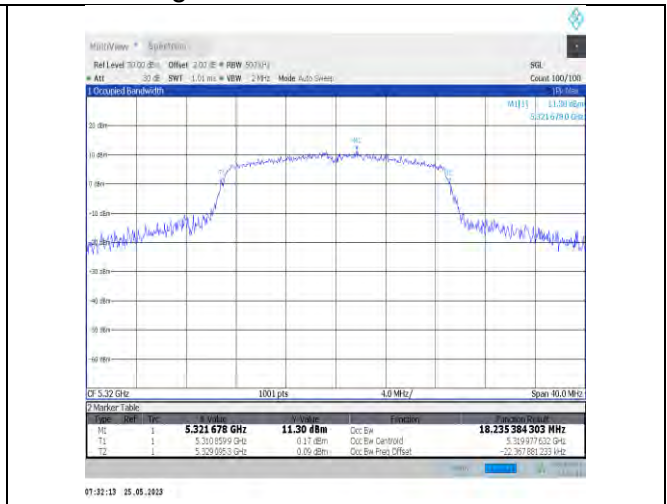 MultiView Spectrum
Ref Level 30.00 dBm Offset 2.00 dB RBW 500 kHz SGL
Att 30 dB SWT 1.01 ms VBW 2 MHz Mode Auto Sweep Count 100/100
1 Occupied Bandwidth
M1[1] 11.30 dBm
20 dBm
M1
10 dBm
T1
0 dBm
-10 dBm
-20 dBm
-30 dBm
-40 dBm
-50 dBm
-60 dBm
CF 5.32 GHz 1001 pts 4.0 MHz/ Span 40.0 MHz
2 Marker Table
Type Ref Trc X Value Y Value Function Function Result
M1 1 5.321 678 GHz 11.30 dBm Occ Bw 18.235 384 303 MHz
T1 1 5.310 8599 GHz 0.17 dBm Occ Bw Centroid 5.319 977 632 GHz
T2 1 5.329 0953 GHz 0.09 dBm Occ Bw Freq Offset -22.367 881 233 kHz
07:32:13 25.05.2023